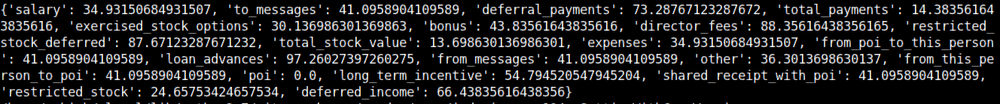 {'salary': 34.93150684931507, 'to_messages': 41.0958904109589, 'deferral_payments': 73.28767123287672, 'total_payments': 14.38356164
3835616, 'exercised_stock_options': 30.136986301369863, 'bonus': 43.83561643835616, 'director_fees': 88.35616438356165, 'restricted_
stock_deferred': 87.67123287671232, 'total_stock_value': 13.698630136986301, 'expenses': 34.93150684931507, 'from_poi_to_this_person
': 41.0958904109589, 'loan_advances': 97.26027397260275, 'from_messages': 41.0958904109589, 'other': 36.3013698630137, 'from_this_pe
rson_to_poi': 41.0958904109589, 'poi': 0.0, 'long_term_incentive': 54.794520547945204, 'shared_receipt_with_poi': 41.0958904109589,
'restricted_stock': 24.65753424657534, 'deferred_income': 66.43835616438356}